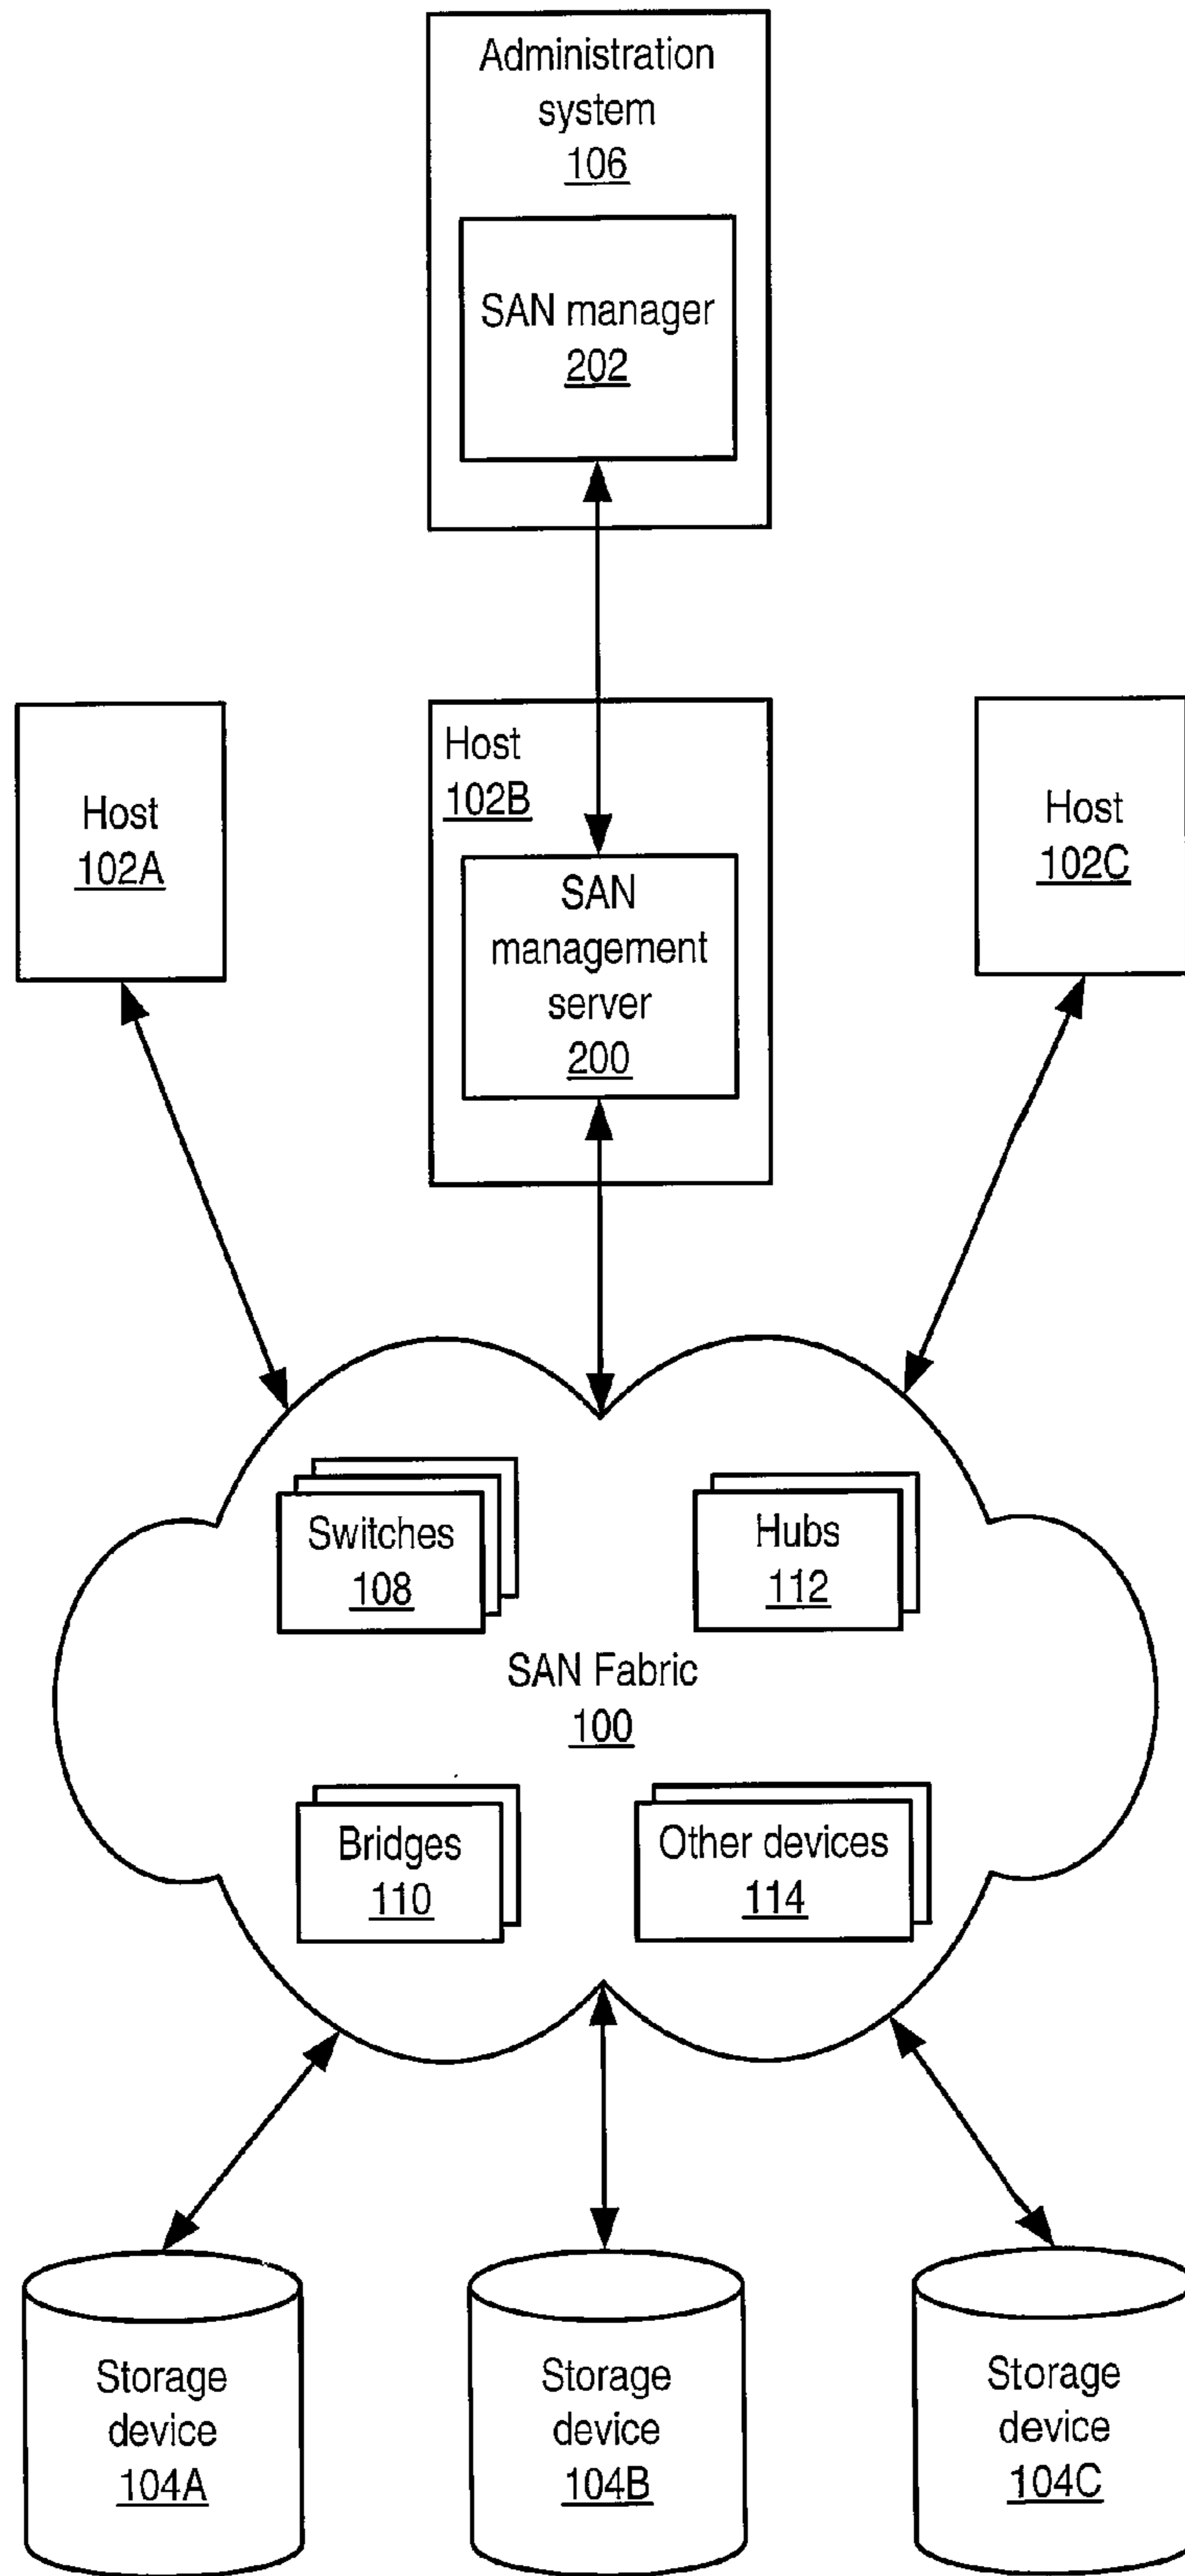 Administration
system
106
SAN manager
202
Host
102A
Host
102B
SAN
management
server
200
Host
102C
Switches
108
Hubs
112
SAN Fabric
100
Bridges
110
Other devices
114
Storage
device
104A
Storage
device
104B
Storage
device
104C